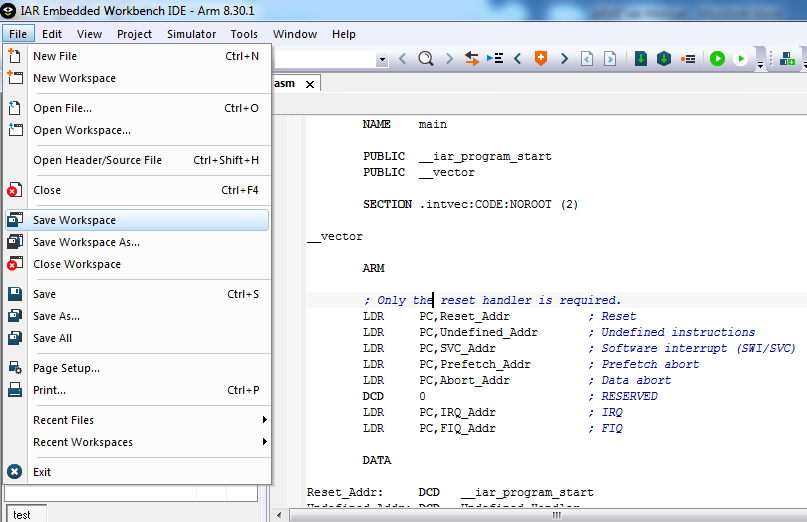 IAR Embedded Workbench IDE - Arm 8.30.1
File Edit View Project Simulator Tools Window Help
New File Ctrl+N
New Workspace
Open File... Ctrl+O
Open Workspace...
Open Header/Source File Ctrl+Shift+H
Close Ctrl+F4
Save Workspace
Save Workspace As...
Close Workspace
Save Ctrl+S
Save As...
Save All
Page Setup...
Print... Ctrl+P
Recent Files
Recent Workspaces
Exit
test
asm
NAME main
PUBLIC __iar_program_start
PUBLIC __vector
SECTION .intvec:CODE:NOROOT (2)
__vector
ARM
; Only the reset handler is required.
LDR PC,Reset_Addr ; Reset
LDR PC,Undefined_Addr ; Undefined instructions
LDR PC,SVC_Addr ; Software interrupt (SWI/SVC)
LDR PC,Prefetch_Addr ; Prefetch abort
LDR PC,Abort_Addr ; Data abort
DCD 0 ; RESERVED
LDR PC,IRQ_Addr ; IRQ
LDR PC,FIQ_Addr ; FIQ
DATA
Reset_Addr: DCD __iar_program_start
Undefined_Addr: DCD Undefined_Handler